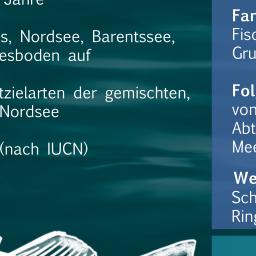 Jahre
s, Nordsee, Barentssee,
esboden auf
tzielarten der gemischten,
Nordsee
(nach IUCN)
Fan
Fisc
Gru
Fol
von
Abt
Mee
We
Sch
Ring